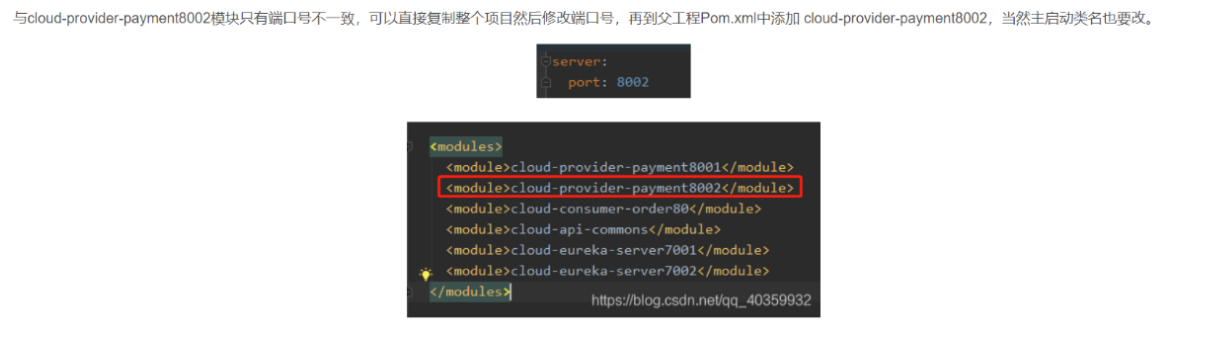 与cloud-provider-payment8002模块只有端口号不一致，可以直接复制整个项目然后修改端口号，再到父工程Pom.xml中添加 cloud-provider-payment8002，当然主启动类名也要改。
server:
port: 8002
<modules>
<module>cloud-provider-payment8001</module>
<module>cloud-provider-payment8002</module>
<module>cloud-consumer-order80</module>
<module>cloud-api-commons</module>
<module>cloud-eureka-server7001</module>
<module>cloud-eureka-server7002</module>
</modules>
https://blog.csdn.net/qq_40359932